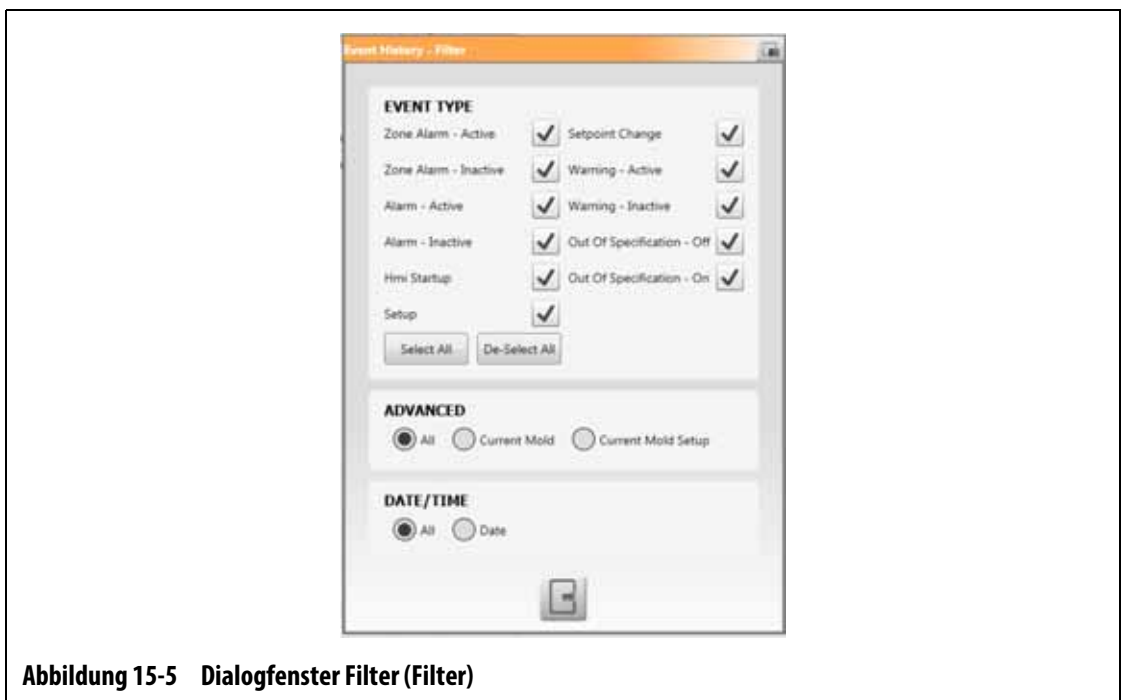 Event History - Filter
EVENT TYPE
Zone Alarm - Active
Setpoint Change
Zone Alarm - Inactive
Warning - Active
Alarm - Active
Warning - Inactive
Alarm - Inactive
Out Of Specification - Off
Hmi Startup
Out Of Specification - On
Setup
Select All
De-Select All
ADVANCED
All
Current Mold
Current Mold Setup
DATE/TIME
All
Date
Abbildung 15-5 Dialogfenster Filter (Filter)